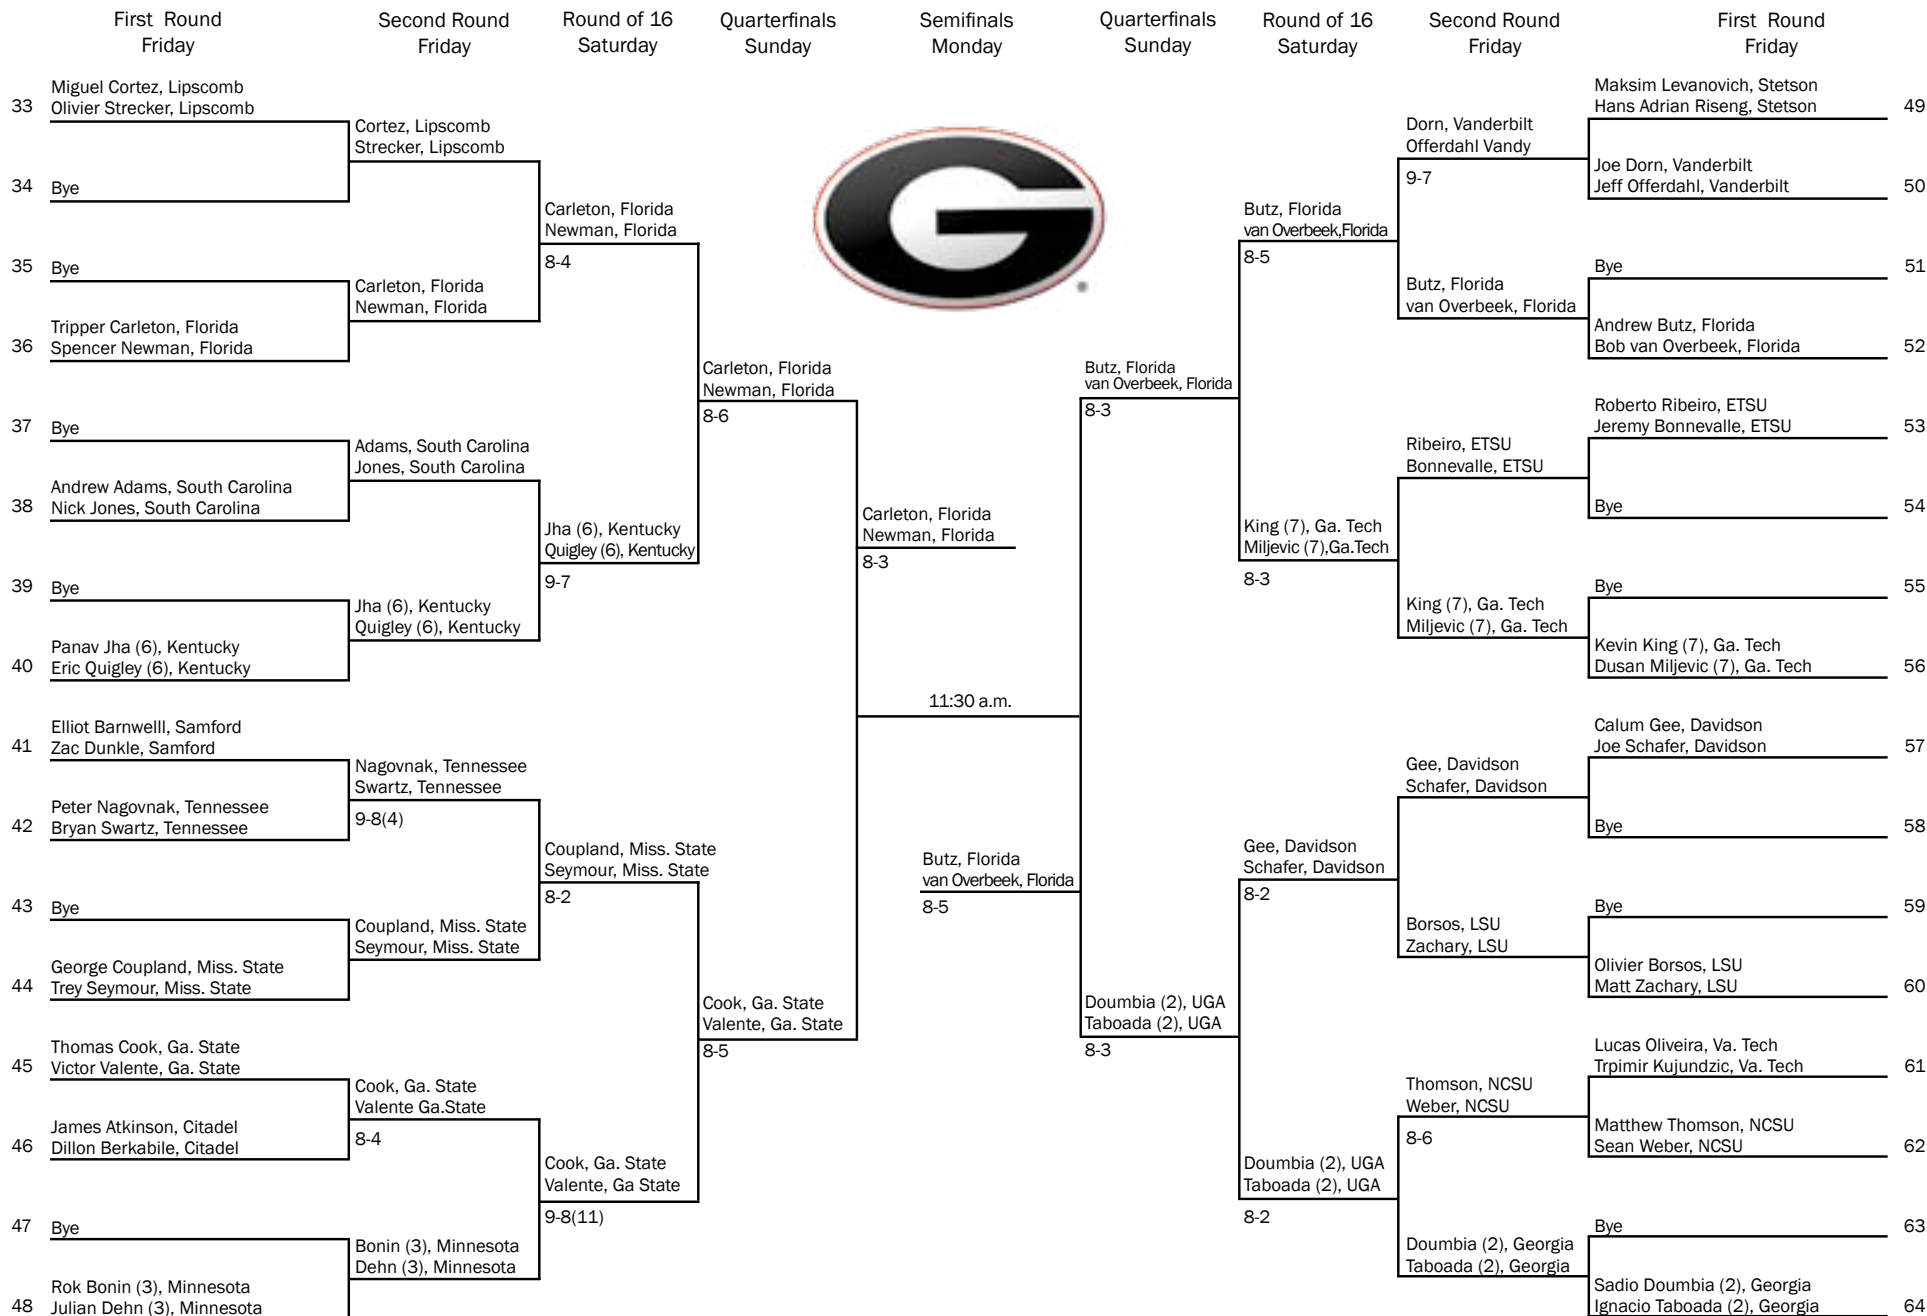 First Round
Friday
Second Round
Friday
Round of 16
Saturday
Quarterfinals
Sunday
Semifinals
Monday
Quarterfinals
Sunday
Round of 16
Saturday
Second Round
Friday
First Round
Friday
33
Miguel Cortez, Lipscomb
Olivier Strecker, Lipscomb
34
Bye
35
Bye
36
Tripper Carleton, Florida
Spencer Newman, Florida
37
Bye
38
Andrew Adams, South Carolina
Nick Jones, South Carolina
39
Bye
40
Panav Jha (6), Kentucky
Eric Quigley (6), Kentucky
41
Elliot Barnwelll, Samford
Zac Dunkle, Samford
42
Peter Nagovnak, Tennessee
Bryan Swartz, Tennessee
43
Bye
44
George Coupland, Miss. State
Trey Seymour, Miss. State
45
Thomas Cook, Ga. State
Victor Valente, Ga. State
46
James Atkinson, Citadel
Dillon Berkabile, Citadel
47
Bye
48
Rok Bonin (3), Minnesota
Julian Dehn (3), Minnesota
Cortez, Lipscomb
Strecker, Lipscomb
Carleton, Florida
Newman, Florida
Adams, South Carolina
Jones, South Carolina
Jha (6), Kentucky
Quigley (6), Kentucky
Nagovnak, Tennessee
Swartz, Tennessee
9-8(4)
Coupland, Miss. State
Seymour, Miss. State
Cook, Ga. State
Valente Ga.State
8-4
Bonin (3), Minnesota
Dehn (3), Minnesota
Carleton, Florida
Newman, Florida
8-4
Jha (6), Kentucky
Quigley (6), Kentucky
9-7
Coupland, Miss. State
Seymour, Miss. State
8-2
Cook, Ga. State
Valente, Ga State
9-8(11)
Carleton, Florida
Newman, Florida
8-6
Cook, Ga. State
Valente, Ga. State
8-5
G
Carleton, Florida
Newman, Florida
8-3
11:30 a.m.
Butz, Florida
van Overbeek, Florida
8-5
Butz, Florida
van Overbeek, Florida
8-3
Doumbia (2), UGA
Taboada (2), UGA
8-3
Butz, Florida
van Overbeek,Florida
8-5
King (7), Ga. Tech
Miljevic (7),Ga.Tech
8-3
Gee, Davidson
Schafer, Davidson
8-2
Doumbia (2), UGA
Taboada (2), UGA
8-2
Dorn, Vanderbilt
Offerdahl Vandy
9-7
Butz, Florida
van Overbeek, Florida
Ribeiro, ETSU
Bonnevalle, ETSU
King (7), Ga. Tech
Miljevic (7), Ga. Tech
Gee, Davidson
Schafer, Davidson
Borsos, LSU
Zachary, LSU
Thomson, NCSU
Weber, NCSU
8-6
Doumbia (2), Georgia
Taboada (2), Georgia
Maksim Levanovich, Stetson
Hans Adrian Riseng, Stetson
49
Joe Dorn, Vanderbilt
Jeff Offerdahl, Vanderbilt
50
Bye
51
Andrew Butz, Florida
Bob van Overbeek, Florida
52
Roberto Ribeiro, ETSU
Jeremy Bonnevalle, ETSU
53
Bye
54
Bye
55
Kevin King (7), Ga. Tech
Dusan Miljevic (7), Ga. Tech
56
Calum Gee, Davidson
Joe Schafer, Davidson
57
Bye
58
Bye
59
Olivier Borsos, LSU
Matt Zachary, LSU
60
Lucas Oliveira, Va. Tech
Trpimir Kujundzic, Va. Tech
61
Matthew Thomson, NCSU
Sean Weber, NCSU
62
Bye
63
Sadio Doumbia (2), Georgia
Ignacio Taboada (2), Georgia
64